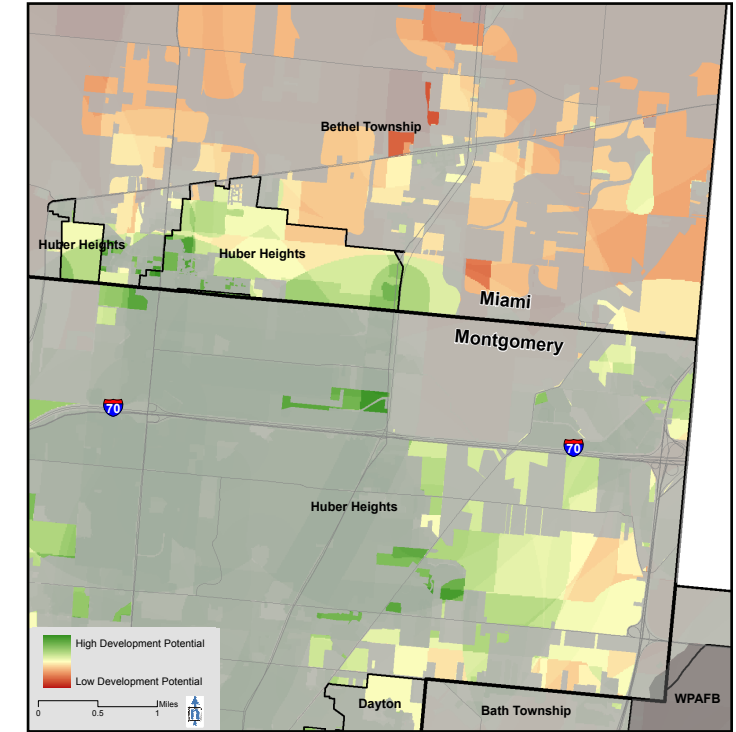 Bethel Township
Huber Heights
Huber Heights
Miami
Montgomery
70
70
Huber Heights
High Development Potential
Low Development Potential
Miles
0 0.5 1
n
Dayton
Bath Township
WPAFB